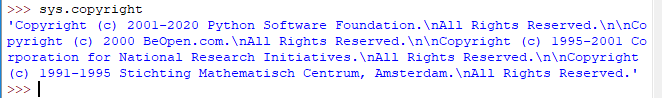 >>> sys.copyright
'Copyright (c) 2001-2020 Python Software Foundation.\nAll Rights Reserved.\n\nCo
pyright (c) 2000 BeOpen.com.\nAll Rights Reserved.\n\nCopyright (c) 1995-2001 Co
rporation for National Research Initiatives.\nAll Rights Reserved.\n\nCopyright 
(c) 1991-1995 Stichting Mathematisch Centrum, Amsterdam.\nAll Rights Reserved.'
>>>